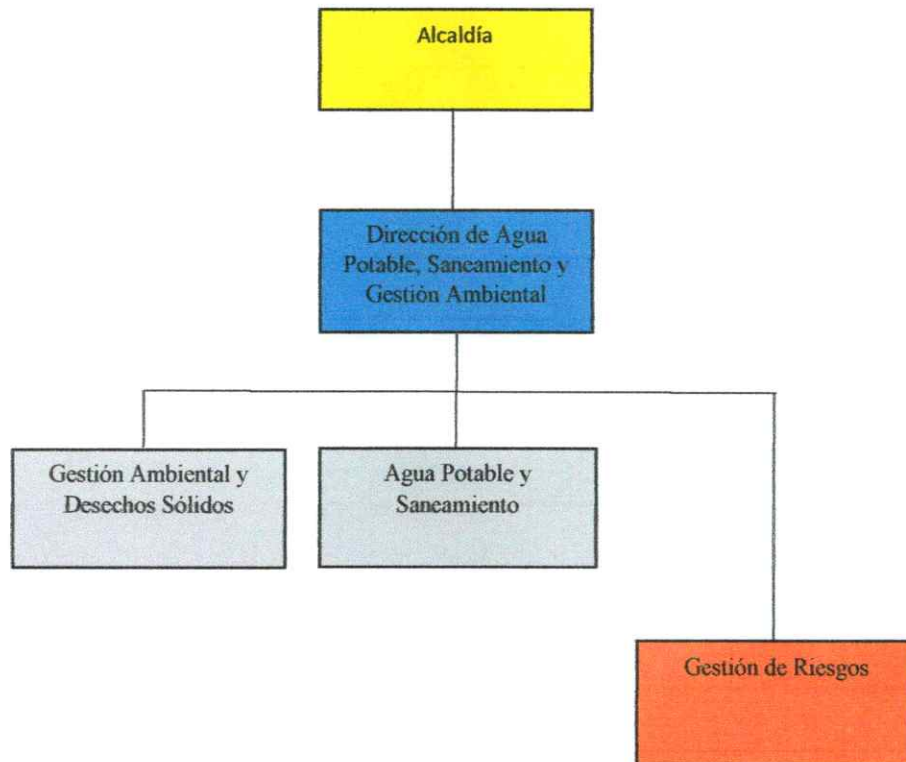 Alcaldía
Dirección de Agua
Potable, Saneamiento y
Gestión Ambiental
Gestión Ambiental y
Desechos Sólidos
Agua Potable y
Saneamiento
Gestión de Riesgos